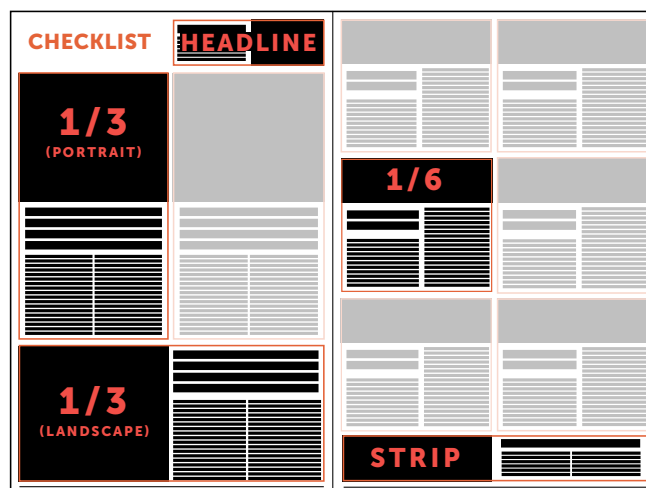 CHECKLIST
HEADLINE
1/3
(PORTRAIT)
1/3
(LANDSCAPE)
1/6
STRIP